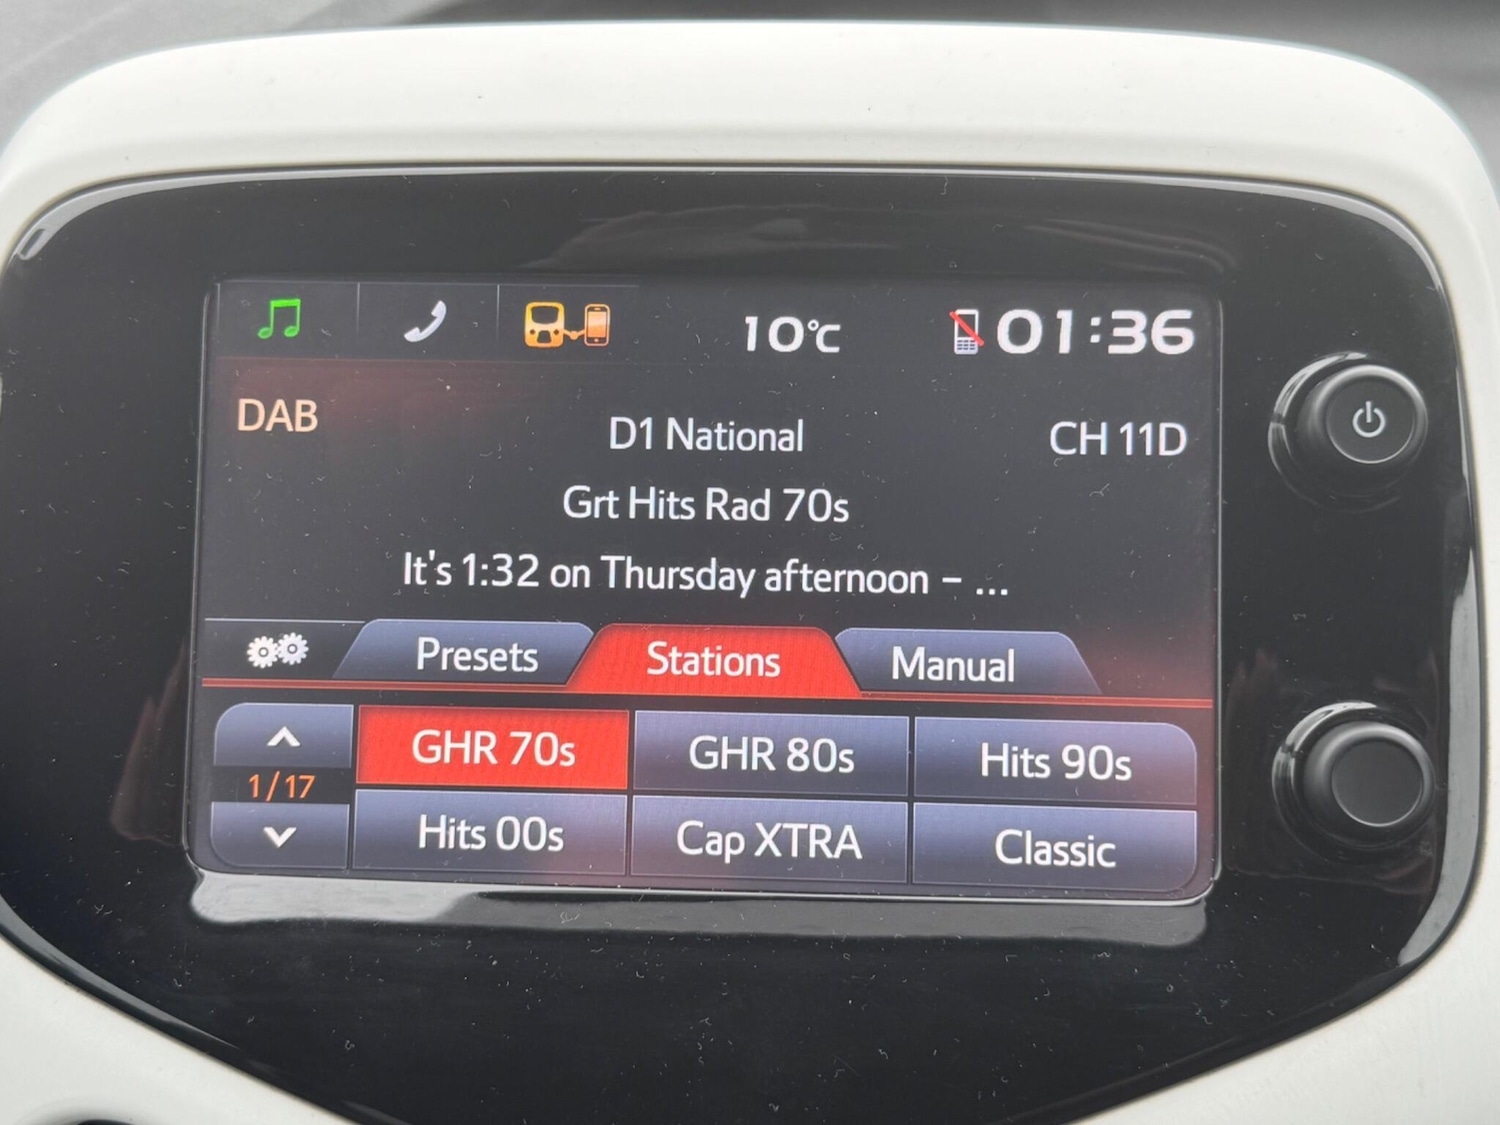 10°C 01:36
DAB
D1 National
CH 11D
Grt Hits Rad 70s
It's 1:32 on Thursday afternoon – ...
Presets Stations Manual
GHR 70s GHR 80s Hits 90s
1/17
Hits 00s Cap XTRA Classic